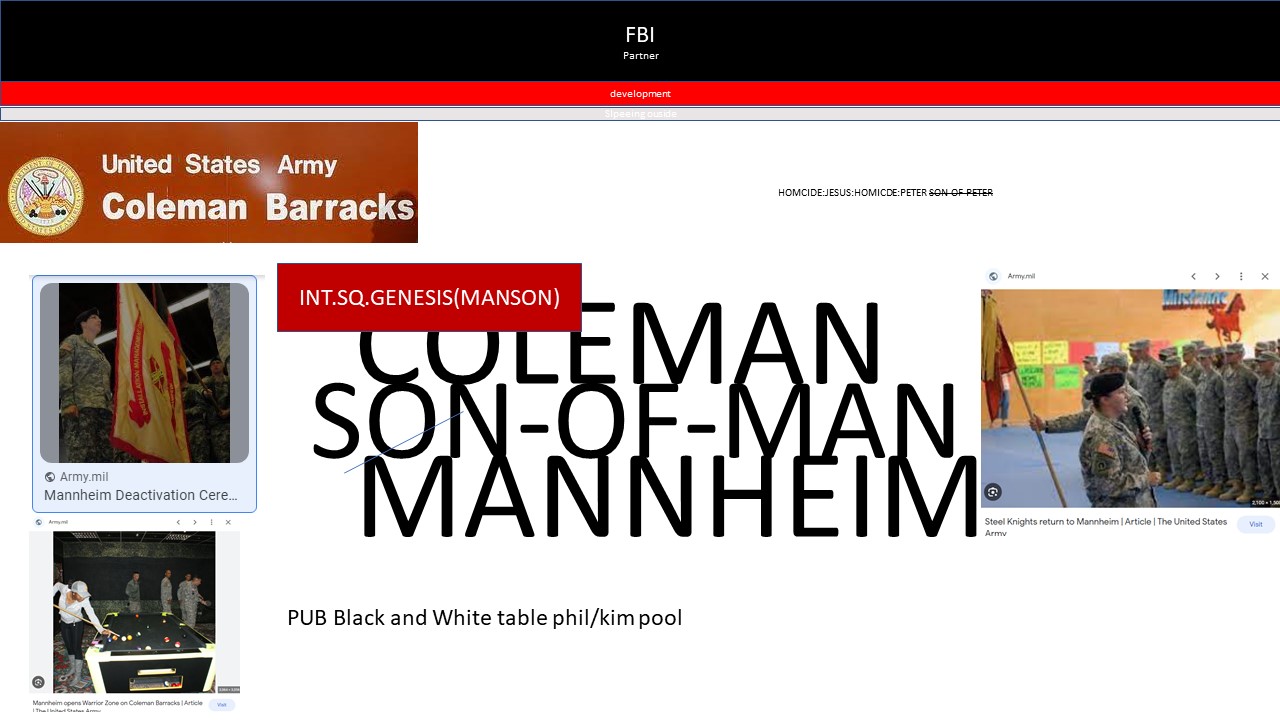 FBI
Partner
development
Slpeeing outside
United States Army
Coleman Barracks
HOMCIDE:JESUS:HOMICDE:PETER SON-OF-PETER
INT.SQ.GENESIS(MANSON)
COLEMAN
SON-OF-MAN
MANNHEIM
Army.mil
Mannheim Deactivation Cere...
Army.mil
Mannheim opens Warrior Zone on Coleman Barracks | Article
| The United States Army
Visit
PUB Black and White table phil/kim pool
Army.mil
Mustangs
Steel Knights return to Mannheim | Article | The United States
Army
Visit